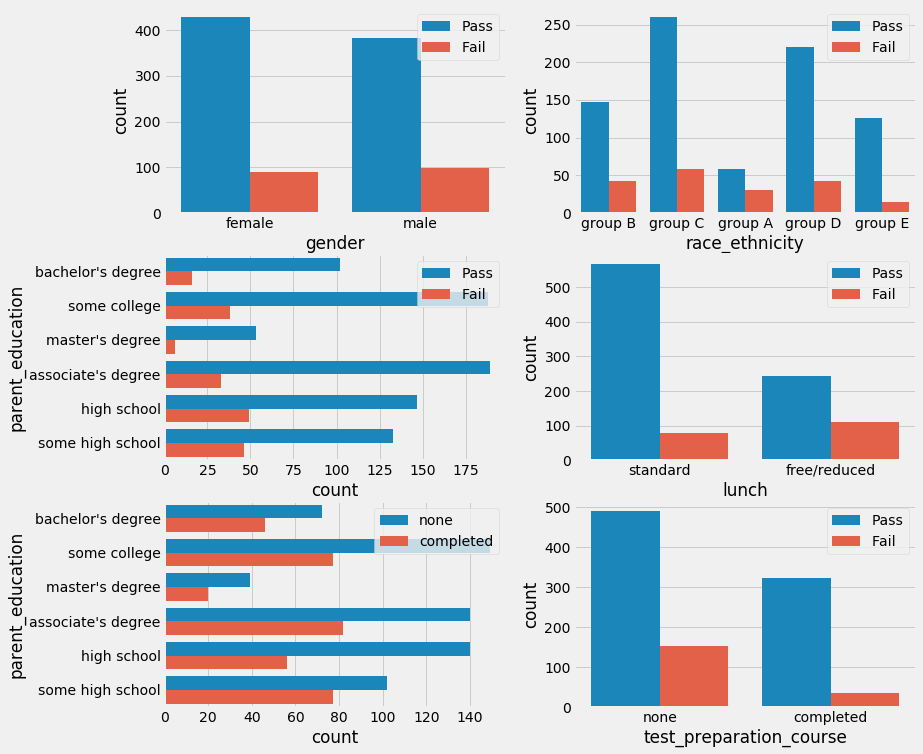 400
300
200
100
0
count
female
male
gender
Pass
Fail
250
200
150
100
50
0
count
group B
group C
group A
group D
group E
race_ethnicity
Pass
Fail
parent_education
bachelor's degree
some college
master's degree
associate's degree
high school
some high school
0 25 50 75 100 125 150 175
count
Pass
Fail
500
400
300
200
100
0
count
standard
free/reduced
lunch
Pass
Fail
parent_education
bachelor's degree
some college
master's degree
associate's degree
high school
some high school
0 20 40 60 80 100 120 140
count
none
completed
500
400
300
200
100
0
count
none
completed
test_preparation_course
Pass
Fail